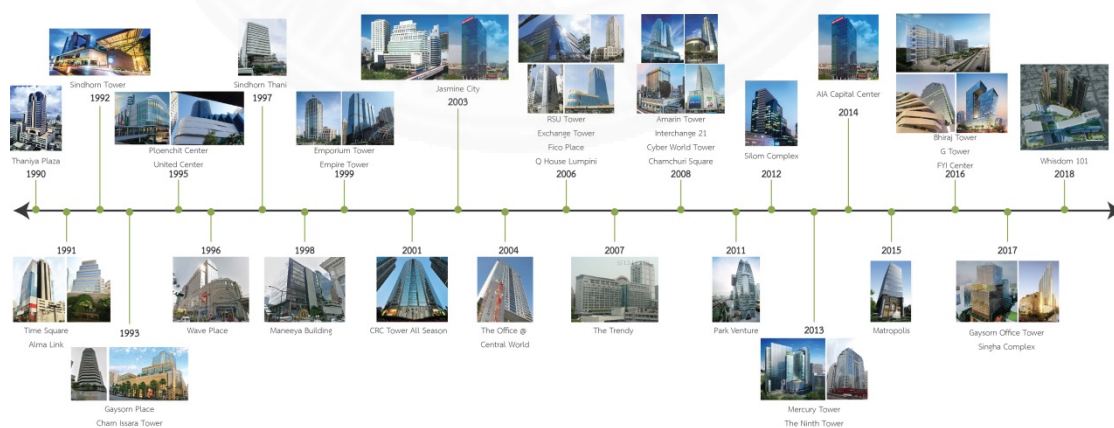 Sindhorn Tower
1992
Sindhorn Thani
1997
Jasmine City
2003
Thaniya Plaza
1990
Ploenchit Center
United Center
1995
Emporium Tower
Empire Tower
1999
RSU Tower
Exchange Tower
Fico Place
Q House Lumpini
2006
Amarin Tower
Interchange 21
Cyber World Tower
Chamchuri Square
2008
Silom Complex
2012
AIA Capital Center
2014
Bhiraj Tower
G Tower
FYI Center
2016
Whisdom 101
2018
1991
Time Square
Alma Link
1993
Gaysorn Place
Charn Issara Tower
1996
Wave Place
1998
Maneeya Building
2001
CRC Tower All Season
2004
The Office @
Central World
2007
The Trendy
2011
Park Venture
2013
Mercury Tower
The Ninth Tower
2015
Matropolis
2017
Gaysorn Office Tower
Singha Complex